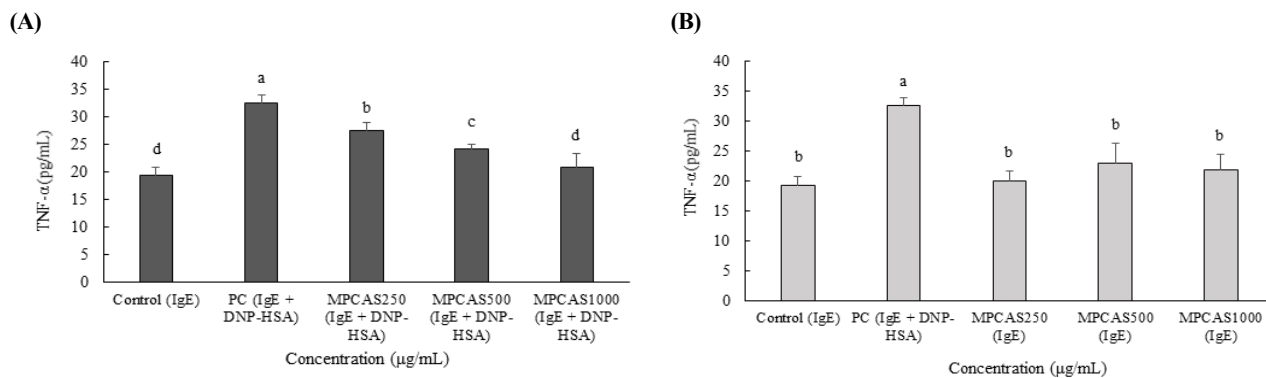 (A)
TNF-α(pg/mL)
40
35
30
25
20
15
10
5
0
d
a
b
c
d
Control (IgE)
PC (IgE +
DNP-HSA)
MPCAS250
(IgE + DNP-
HSA)
MPCAS500
(IgE + DNP-
HSA)
MPCAS1000
(IgE + DNP-
HSA)
Concentration (μg/mL)
(B)
TNF-α(pg/mL)
40
35
30
25
20
15
10
5
0
b
a
b
b
b
Control (IgE)
PC (IgE + DNP-
HSA)
MPCAS250
(IgE)
MPCAS500
(IgE)
MPCAS1000
(IgE)
Concentration (μg/mL)